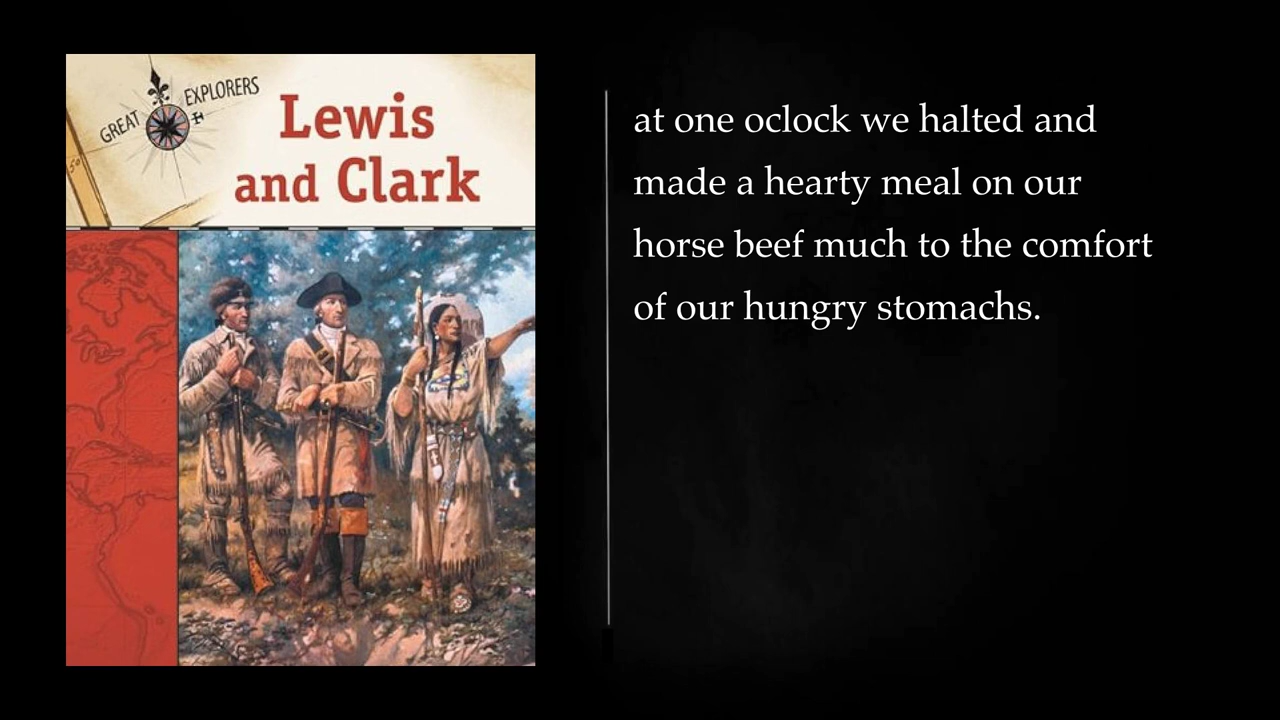 GREAT EXPLORERS
Lewis
and Clark
at one oclock we halted and
made a hearty meal on our
horse beef much to the comfort
of our hungry stomachs.